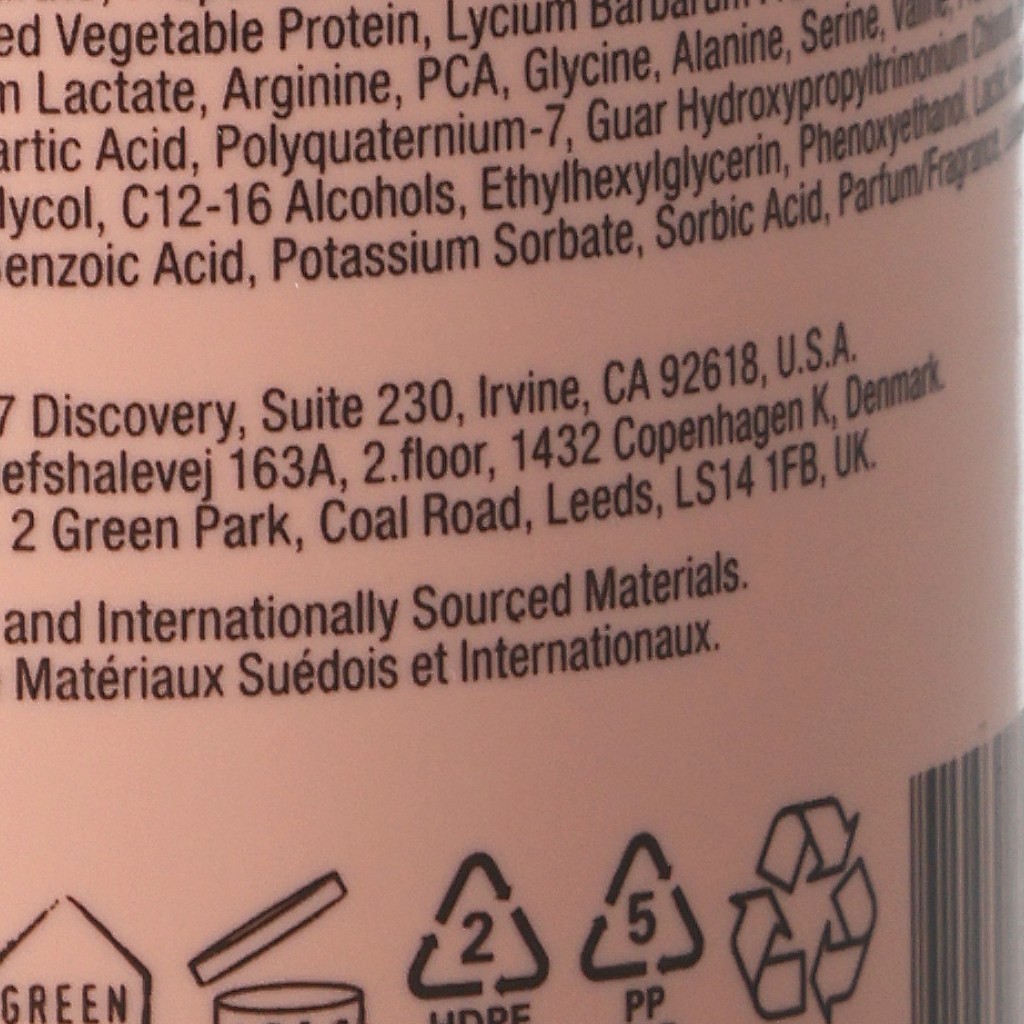 ed Vegetable Protein, Lycium Barbarum
Lactate, Arginine, PCA, Glycine, Alanine, Serine, Valine,
artic Acid, Polyquaternium-7, Guar Hydroxypropyltrimonium
lycol, C12-16 Alcohols, Ethylhexylglycerin, Phenoxyethanol,
Benzoic Acid, Potassium Sorbate, Sorbic Acid, Parfum/Fragrance,
7 Discovery, Suite 230, Irvine, CA 92618, U.S.A.
efshalevej 163A, 2.floor, 1432 Copenhagen K, Denmark.
2 Green Park, Coal Road, Leeds, LS14 1FB, UK.
and Internationally Sourced Materials.
Matériaux Suédois et Internationaux.
2
5
GREEN
HDPE
PP